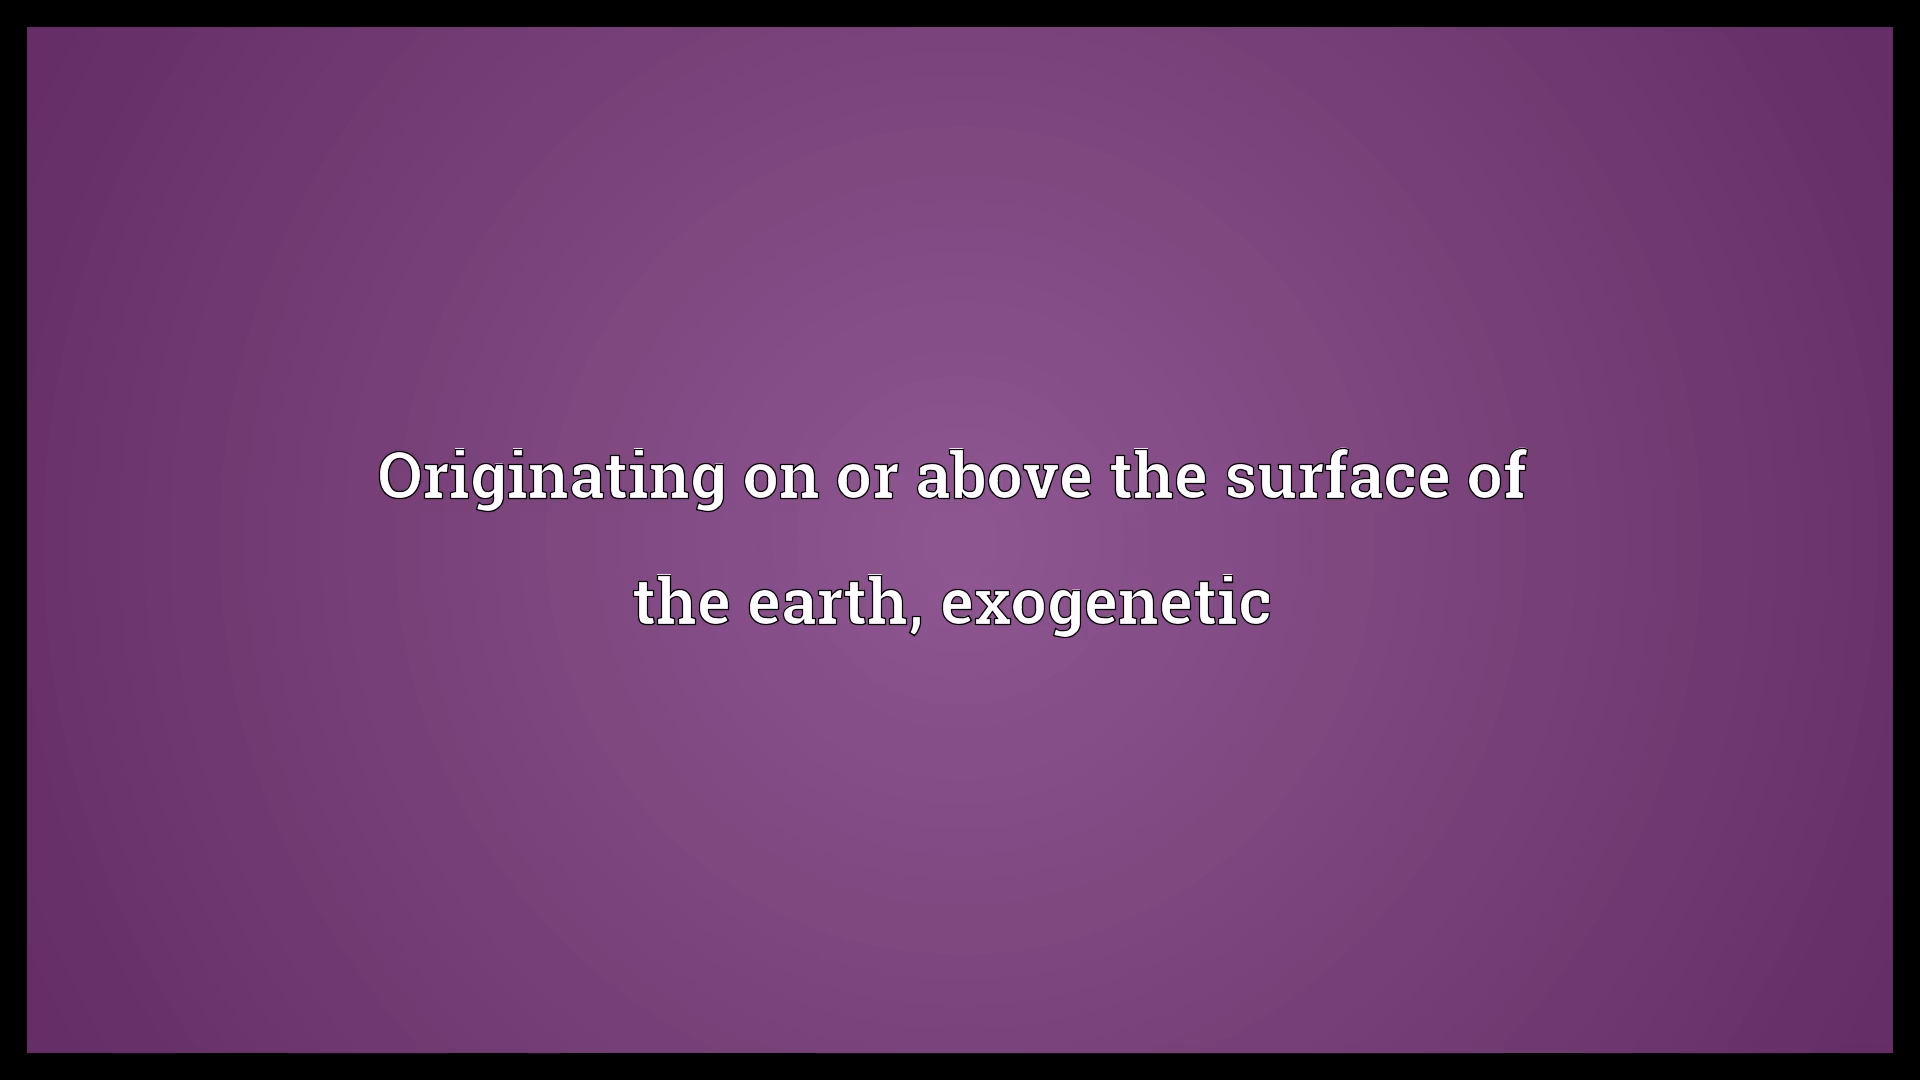 Originating on or above the surface of
the earth, exogenetic